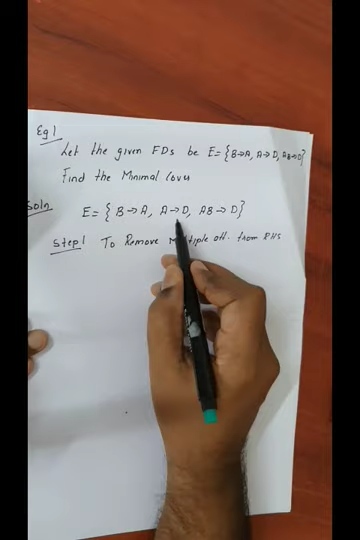 Eg 1
Let the given FDs be E = {B→A, A→D, AB→D}
Find the Minimal Cover
Soln.
E = { B→A, A→D, AB→D}
Step 1 To Remove Multiple att. from RHS